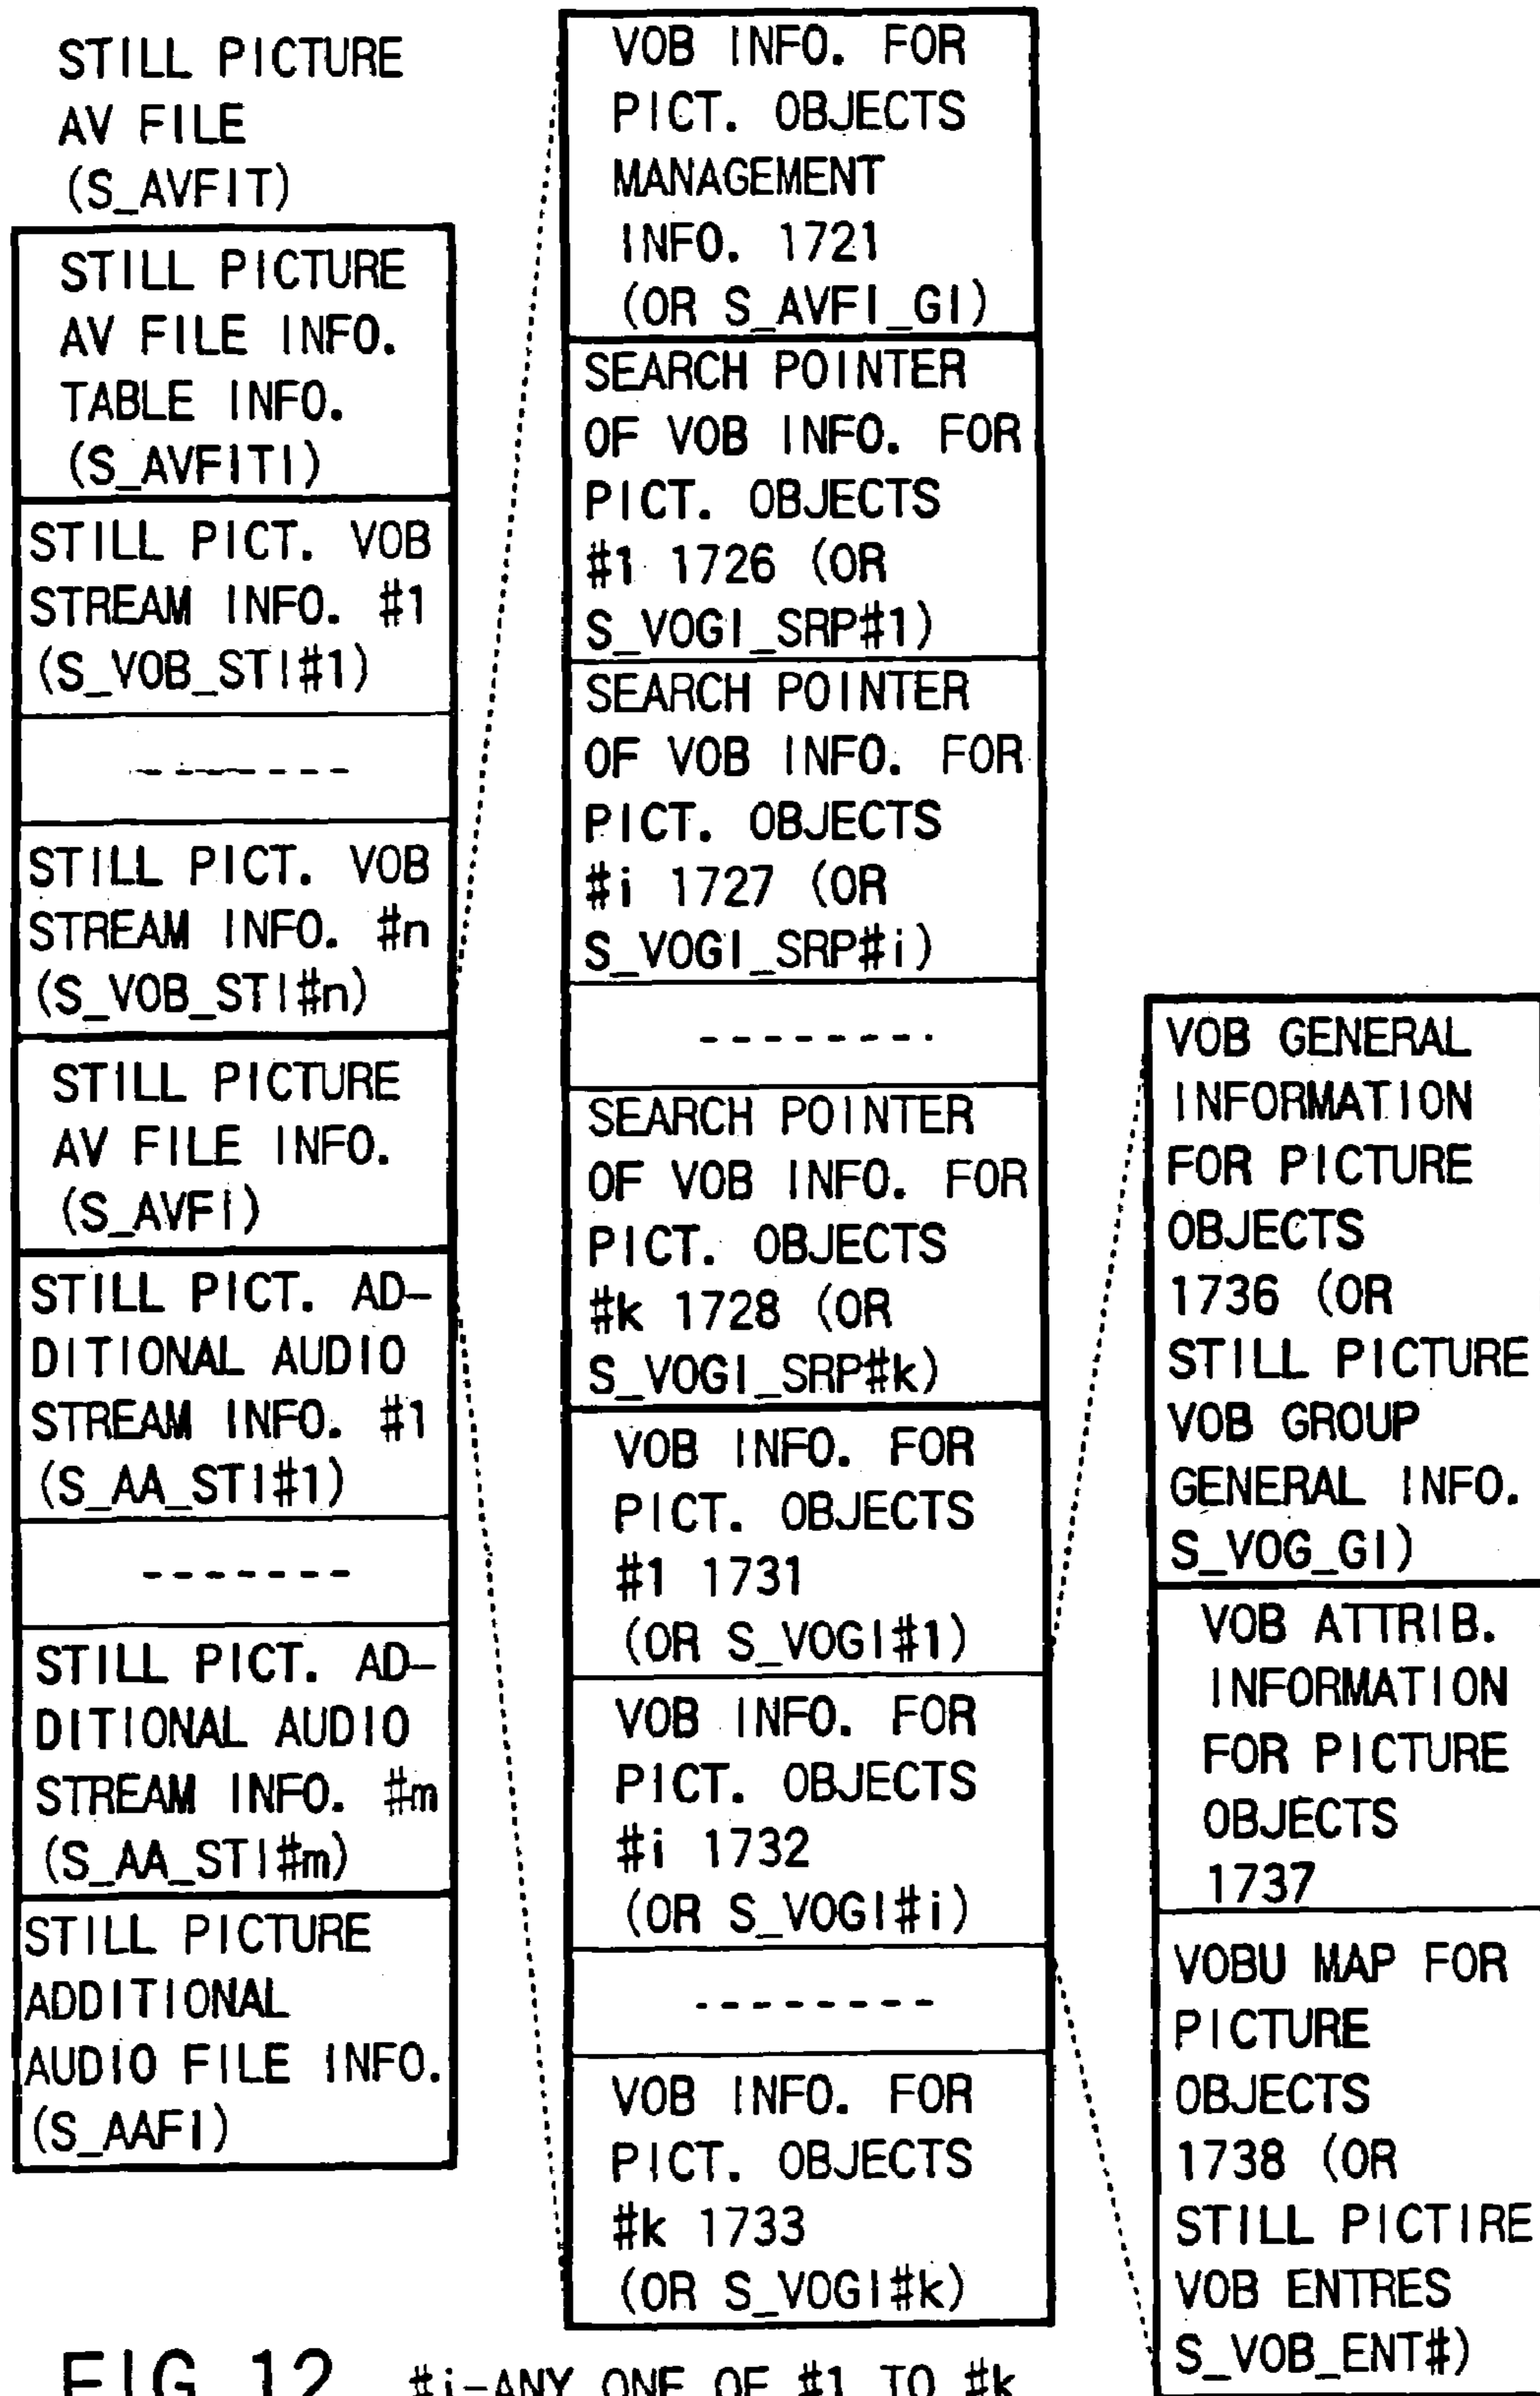 STILL PICTURE
AV FILE
(S_AVFIT)
STILL PICTURE
AV FILE INFO.
TABLE INFO.
(S_AVFITI)
STILL PICT. VOB
STREAM INFO. #1
(S_VOB_STI#1)
-------
STILL PICT. VOB
STREAM INFO. #n
(S_VOB_STI#n)
STILL PICTURE
AV FILE INFO.
(S_AVFI)
STILL PICT. AD-
DITIONAL AUDIO
STREAM INFO. #1
(S_AA_STI#1)
-------
STILL PICT. AD-
DITIONAL AUDIO
STREAM INFO. #m
(S_AA_STI#m)
STILL PICTURE
ADDITIONAL
AUDIO FILE INFO.
(S_AAFI)
VOB INFO. FOR
PICT. OBJECTS
MANAGEMENT
INFO. 1721
(OR S_AVFI_GI)
SEARCH POINTER
OF VOB INFO. FOR
PICT. OBJECTS
#1 1726 (OR
S_VOGI_SRP#1)
SEARCH POINTER
OF VOB INFO. FOR
PICT. OBJECTS
#i 1727 (OR
S_VOGI_SRP#i)
--------
SEARCH POINTER
OF VOB INFO. FOR
PICT. OBJECTS
#k 1728 (OR
S_VOGI_SRP#k)
VOB INFO. FOR
PICT. OBJECTS
#1 1731
(OR S_VOGI#1)
VOB INFO. FOR
PICT. OBJECTS
#i 1732
(OR S_VOGI#i)
--------
VOB INFO. FOR
PICT. OBJECTS
#k 1733
(OR S_VOGI#k)
VOB GENERAL
INFORMATION
FOR PICTURE
OBJECTS
1736 (OR
STILL PICTURE
VOB GROUP
GENERAL INFO.
S_VOG_GI)
VOB ATTRIB.
INFORMATION
FOR PICTURE
OBJECTS
1737
VOBU MAP FOR
PICTURE
OBJECTS
1738 (OR
STILL PICTIRE
VOB ENTRES
S_VOB_ENT#)
FIG. 12 #i-ANY ONE OF #1 TO #k